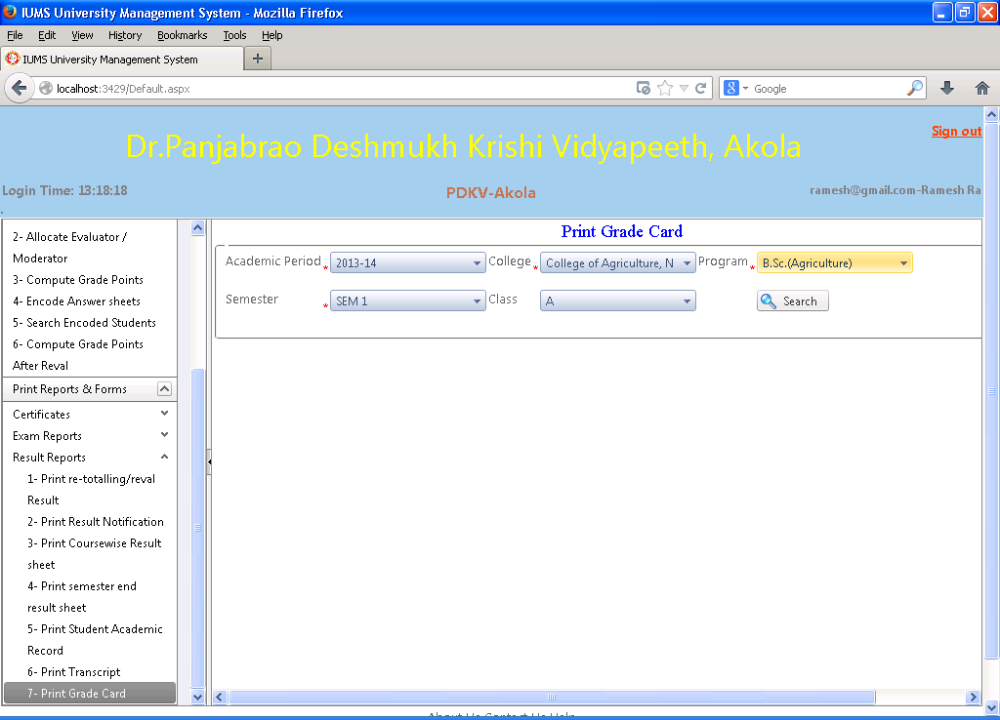 IUMS University Management System - Mozilla Firefox
File Edit View History Bookmarks Tools Help
IUMS University Management System
localhost:3429/Default.aspx
Google
Sign out
Dr.Panjabrao Deshmukh Krishi Vidyapeeth, Akola
Login Time: 13:18:18
PDKV-Akola
ramesh@gmail.com-Ramesh Ra
2- Allocate Evaluator /
Moderator
3- Compute Grade Points
4- Encode Answer sheets
5- Search Encoded Students
6- Compute Grade Points
After Reval
Print Reports & Forms
Certificates
Exam Reports
Result Reports
1- Print re-totalling/reval
Result
2- Print Result Notification
3- Print Coursewise Result
sheet
4- Print semester end
result sheet
5- Print Student Academic
Record
6- Print Transcript
7- Print Grade Card
Print Grade Card
Academic Period * 2013-14 College * College of Agriculture, N Program * B.Sc.(Agriculture)
Semester * SEM 1 Class A Search
About Us Contact Us Help